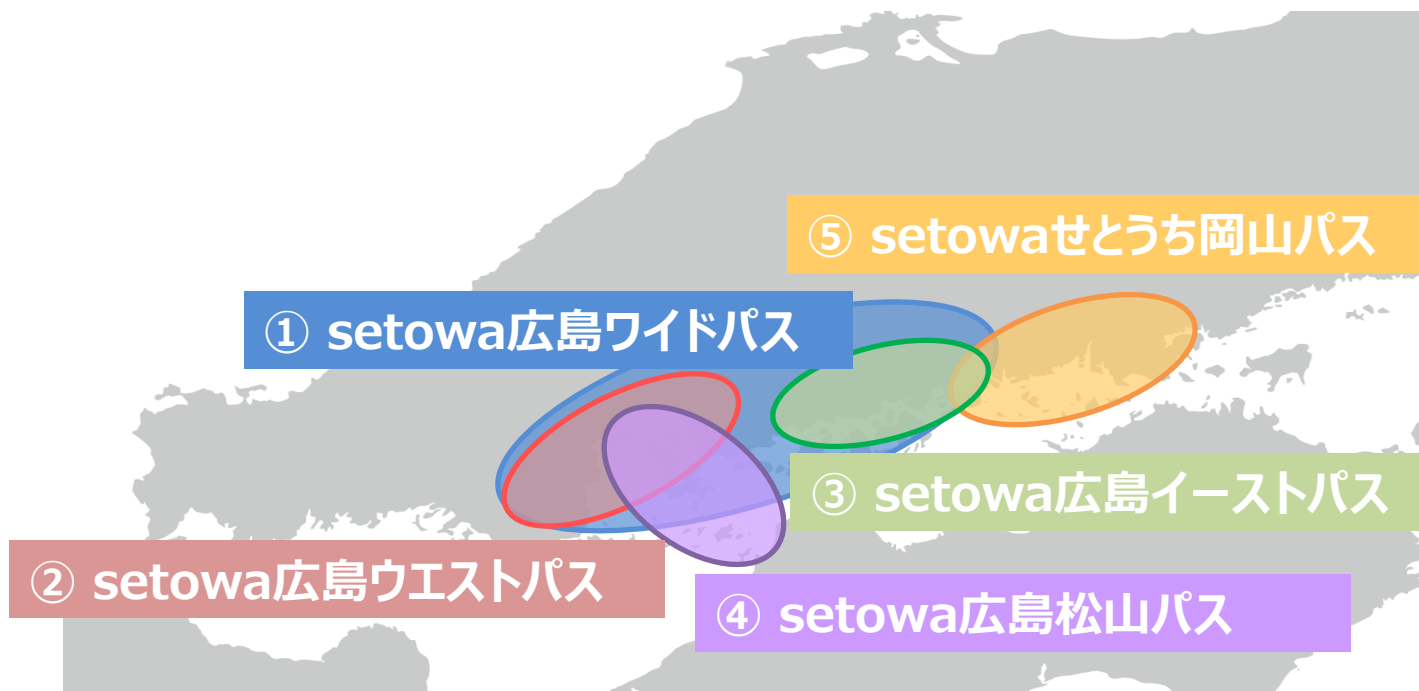 ⑤ setowaせとうち岡山パス
① setowa広島ワイドパス
③ setowa広島イーストパス
② setowa広島ウエストパス
④ setowa広島松山パス